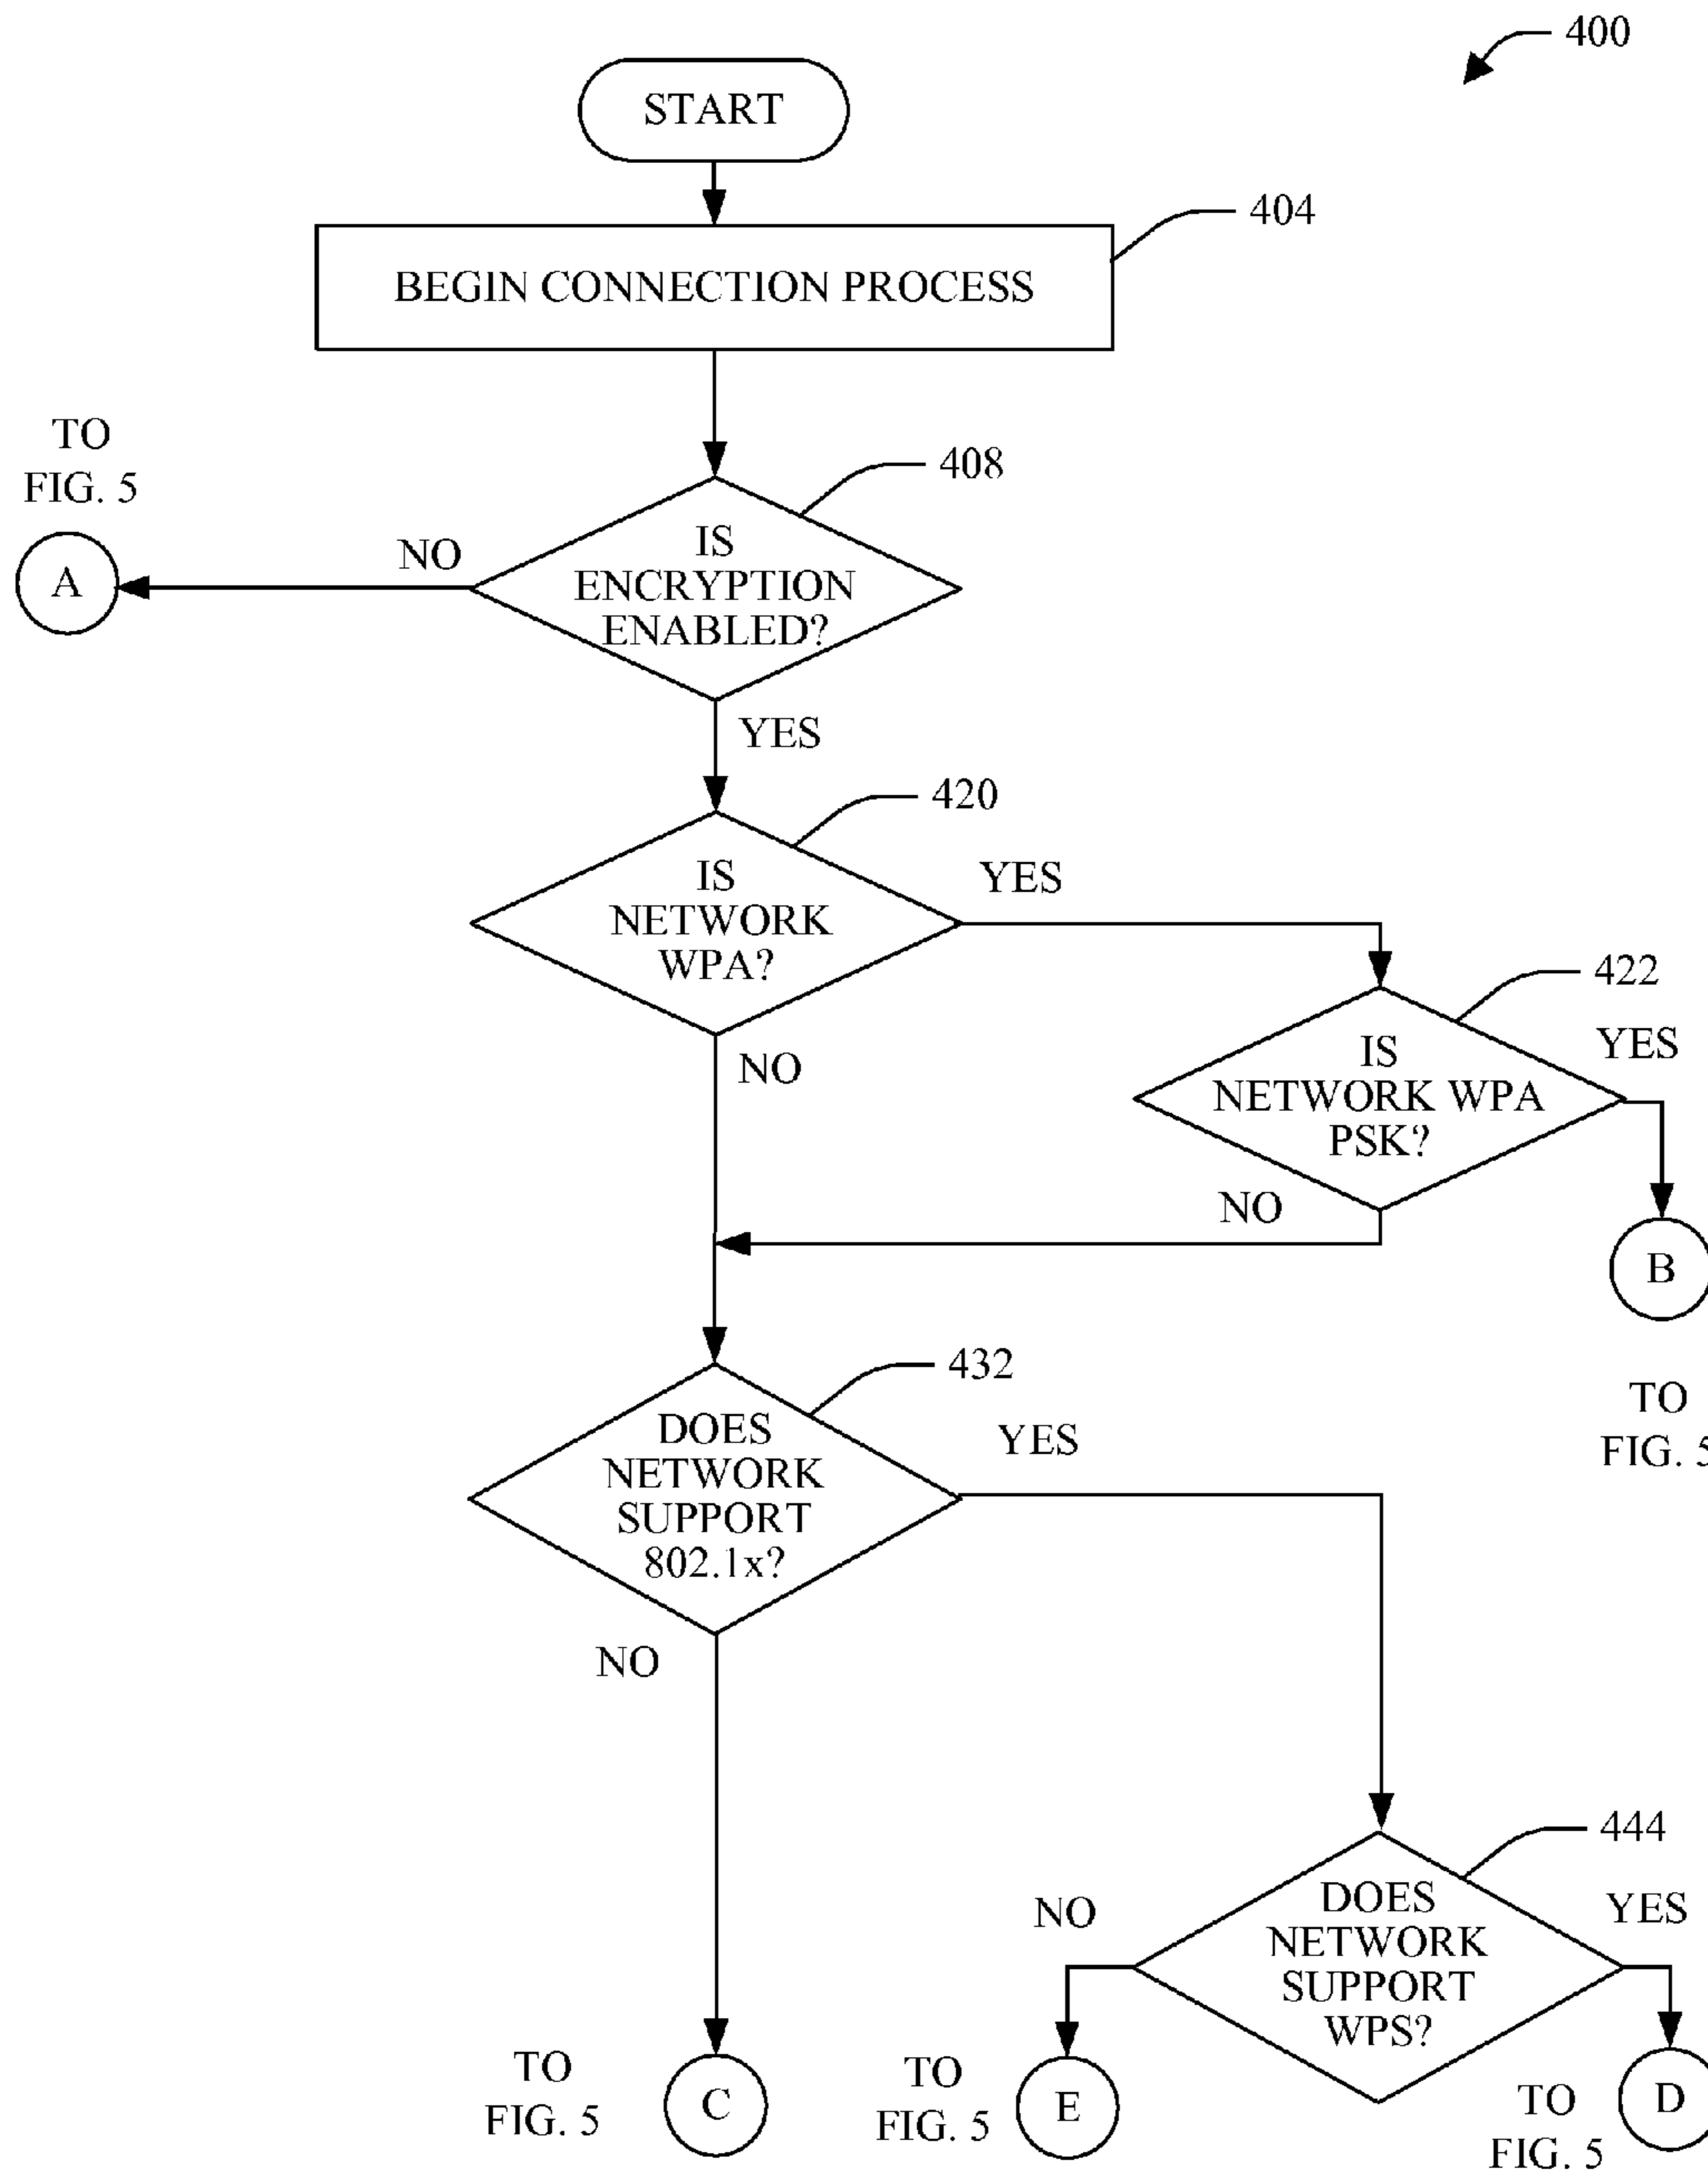 400
START
404
BEGIN CONNECTION PROCESS
TO
FIG. 5
A
408
NO
IS
ENCRYPTION
ENABLED?
YES
420
IS
NETWORK
WPA?
YES
NO
422
IS
NETWORK WPA
PSK?
YES
NO
B
TO
FIG. 5
432
DOES
NETWORK
SUPPORT
802.1x?
YES
NO
444
DOES
NETWORK
SUPPORT
WPS?
NO
YES
TO
FIG. 5
C
TO
FIG. 5
E
TO
FIG. 5
D